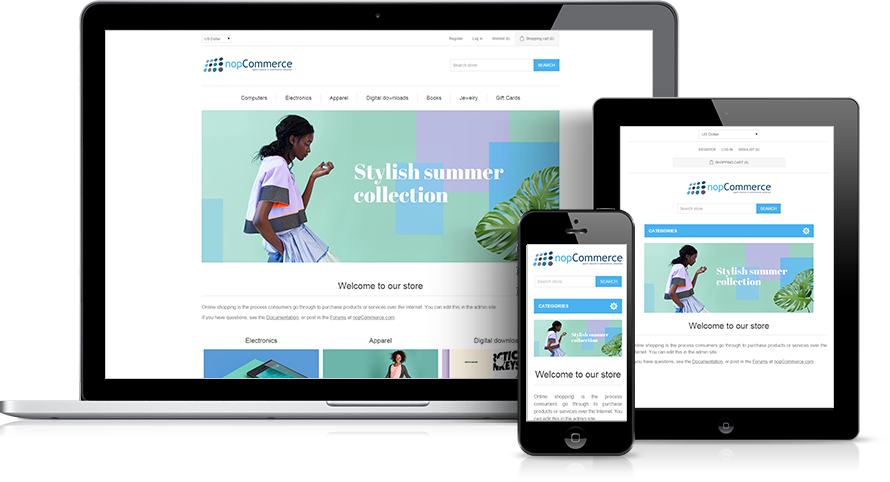 US Dollar
Register Log in Wishlist (0) Shopping cart (0)
nopCommerce
Search store SEARCH
Computers Electronics Apparel Digital downloads Books Jewelry Gift Cards
Stylish summer
collection
Welcome to our store
Online shopping is the process consumers go through to purchase products or services over the Internet. You can edit this in the admin site.
If you have questions, see the Documentation, or post in the Forums at nopCommerce.com
Electronics Apparel Digital downloa
nopCommerce
Search store SEARCH
CATEGORIES
Stylish summer
collection
Welcome to our store
Online shopping is the process
consumers go through to purchase
products or services over the Internet.
You can edit this in the admin site.
US Dollar
REGISTER LOG IN WISHLIST (0)
SHOPPING CART (0)
nopCommerce
Search store SEARCH
CATEGORIES
Stylish summer
collection
Welcome to our store
nline shopping is the process consumers go through to purchase products or services over the
ternet. You can edit this in the admin site.
you have questions, see the Documentation, or post in the Forums at nopCommerce.com